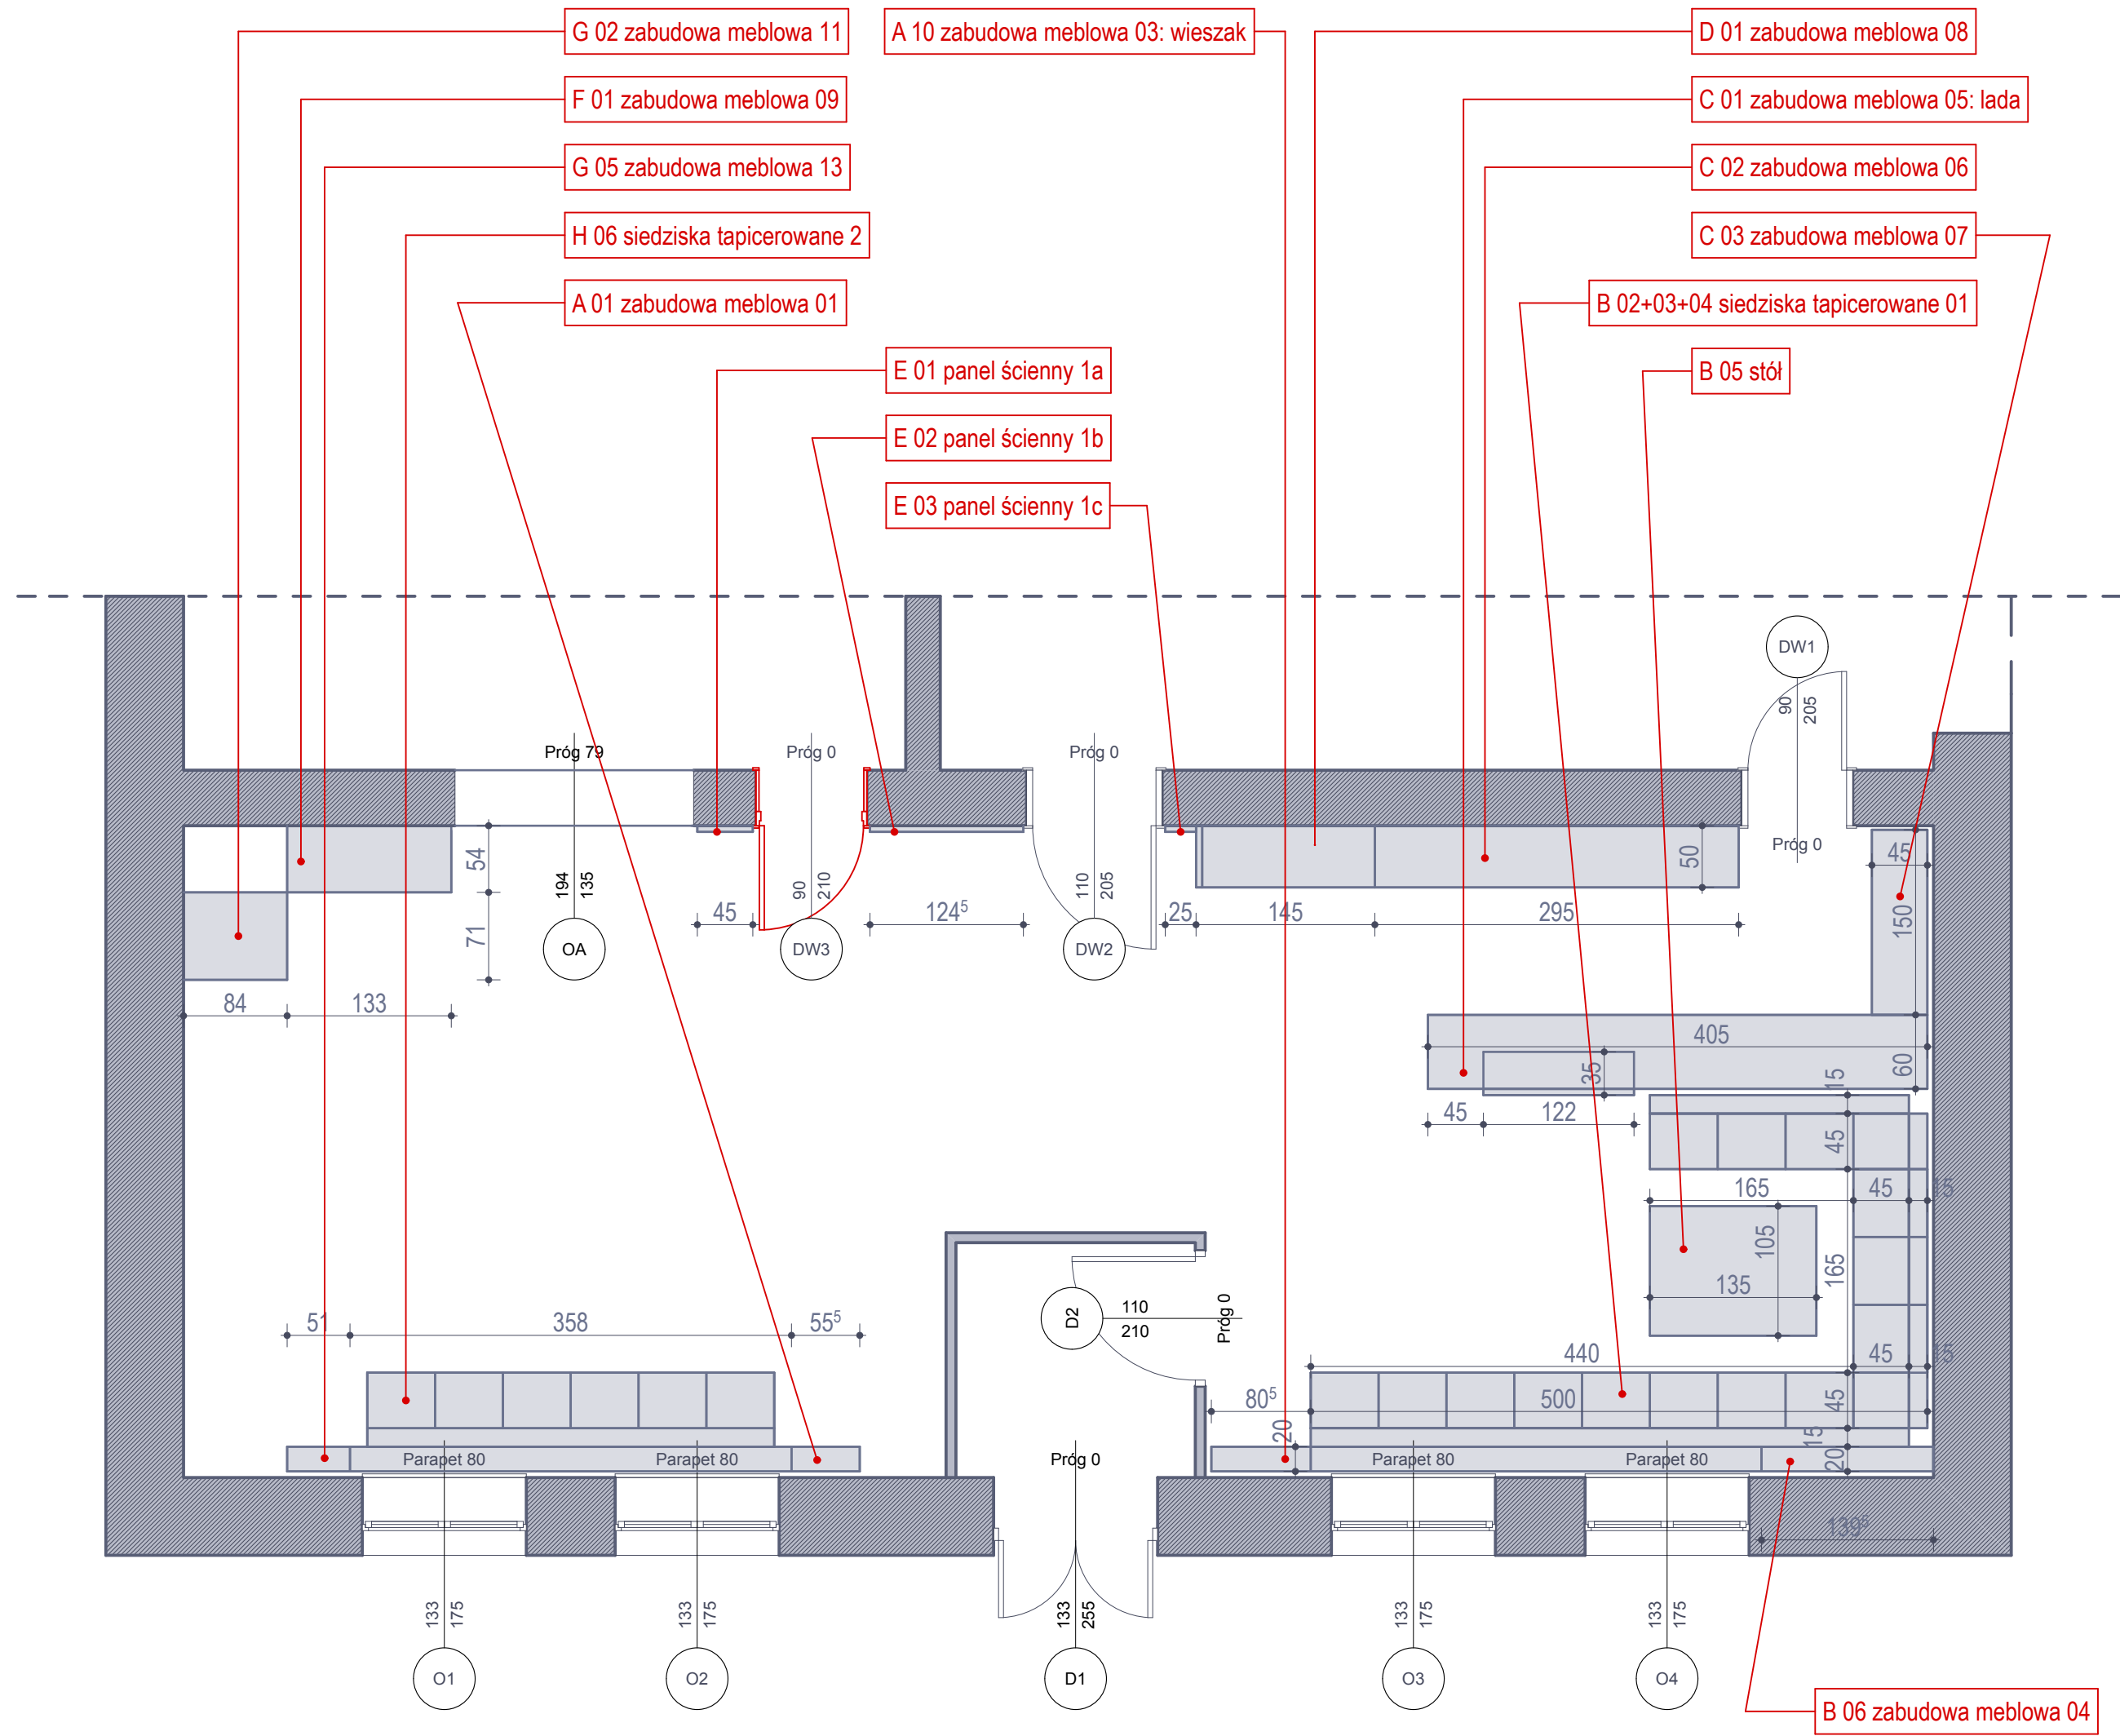 G 02 zabudowa meblowa 11
A 10 zabudowa meblowa 03: wieszak
D 01 zabudowa meblowa 08
F 01 zabudowa meblowa 09
C 01 zabudowa meblowa 05: lada
G 05 zabudowa meblowa 13
C 02 zabudowa meblowa 06
H 06 siedziska tapicerowane 2
C 03 zabudowa meblowa 07
A 01 zabudowa meblowa 01
B 02+03+04 siedziska tapicerowane 01
E 01 panel ścienny 1a
B 05 stół
E 02 panel ścienny 1b
E 03 panel ścienny 1c
DW1
90
205
Próg 79
Próg 0
Próg 0
Próg 0
54
71
194
135
90
210
110
205
50
45
150
45
124⁵
25
145
295
OA
DW3
DW2
84
133
405
35
60
15
45
122
45
165
45
15
105
135
165
D2
110
210
Próg 0
51
358
55⁵
440
45
15
80⁵
500
45
20
15
20
Parapet 80
Parapet 80
Próg 0
Parapet 80
Parapet 80
139⁵
133
175
133
175
133
255
133
175
133
175
O1
O2
D1
O3
O4
B 06 zabudowa meblowa 04